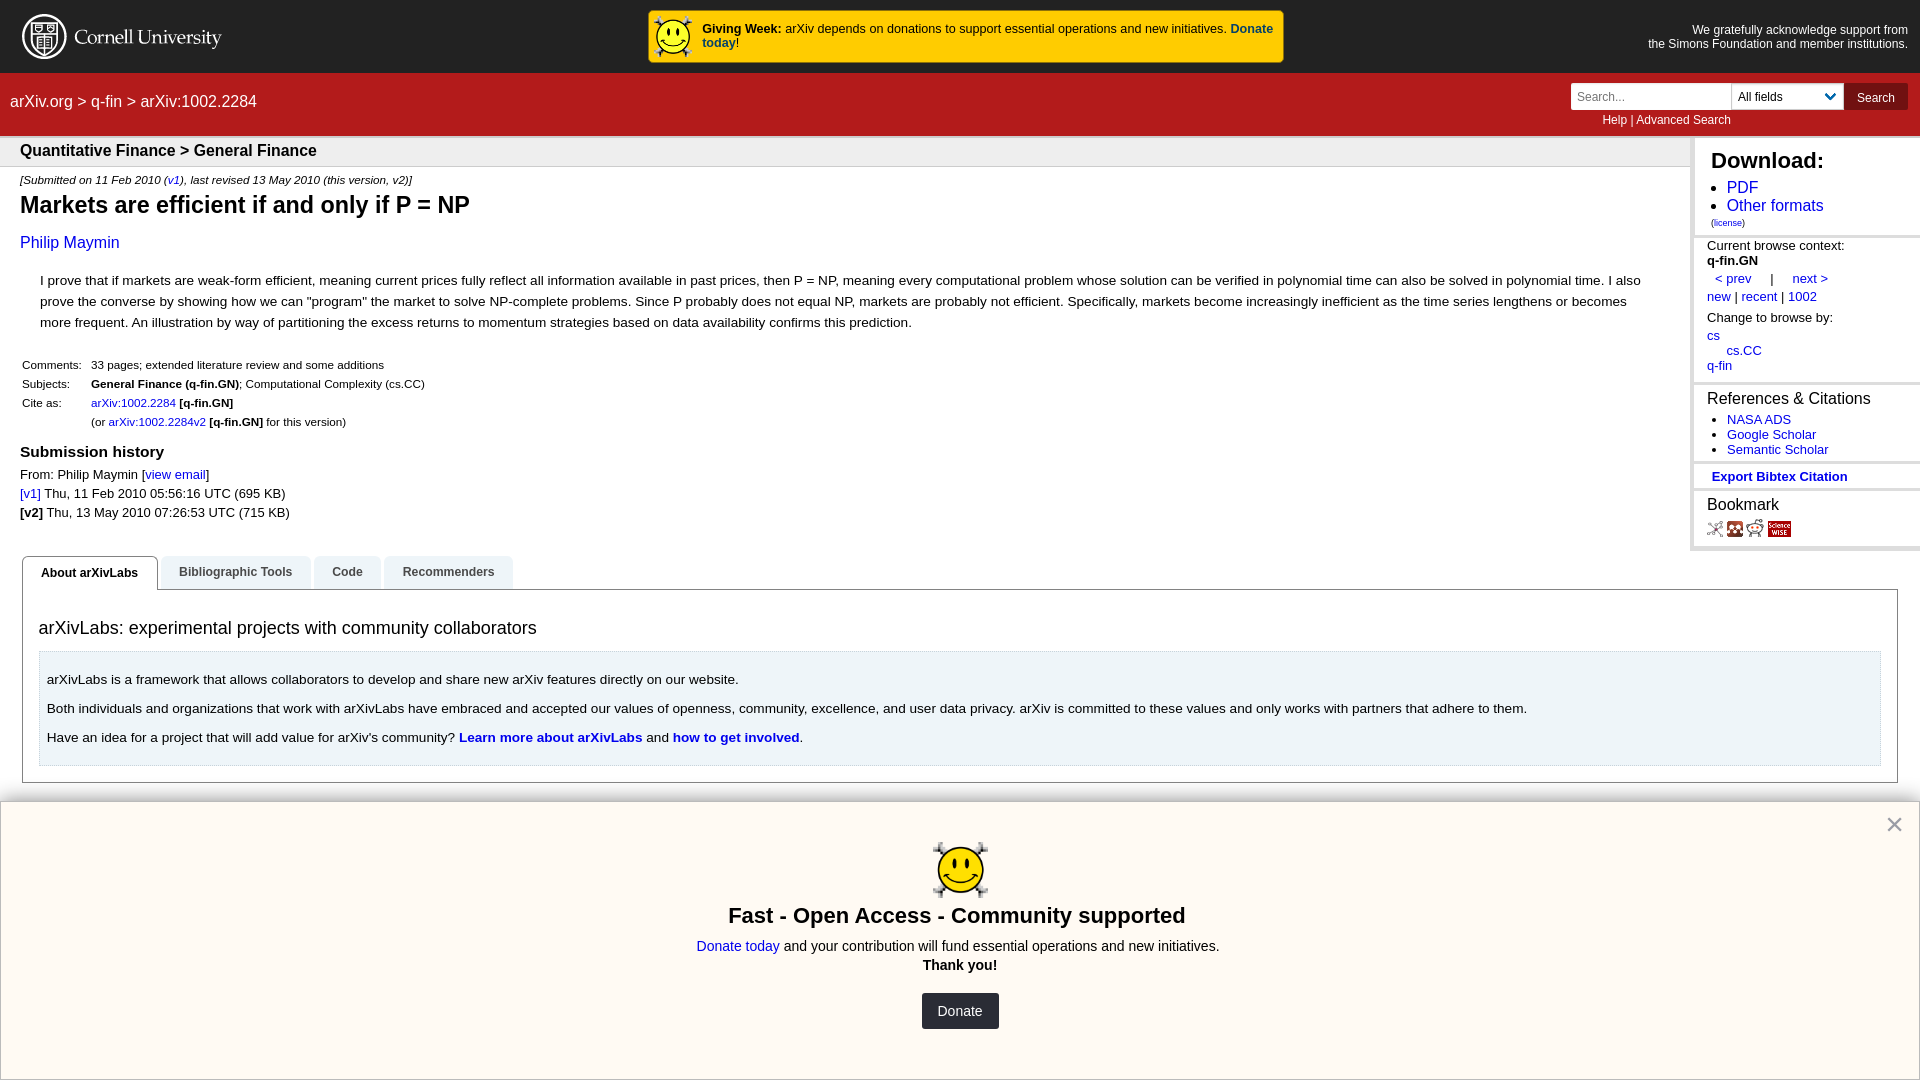 Cornell University
Giving Week: arXiv depends on donations to support essential operations and new initiatives. Donate
today!
We gratefully acknowledge support from
the Simons Foundation and member institutions.
arXiv.org > q-fin > arXiv:1002.2284
Search...
All fields
Search
Help | Advanced Search
Quantitative Finance > General Finance
[Submitted on 11 Feb 2010 (v1), last revised 13 May 2010 (this version, v2)]
Markets are efficient if and only if P = NP
Philip Maymin
I prove that if markets are weak-form efficient, meaning current prices fully reflect all information available in past prices, then P = NP, meaning every computational problem whose solution can be verified in polynomial time can also be solved in polynomial time. I also
prove the converse by showing how we can "program" the market to solve NP-complete problems. Since P probably does not equal NP, markets are probably not efficient. Specifically, markets become increasingly inefficient as the time series lengthens or becomes
more frequent. An illustration by way of partitioning the excess returns to momentum strategies based on data availability confirms this prediction.
Comments: 33 pages; extended literature review and some additions
Subjects: General Finance (q-fin.GN); Computational Complexity (cs.CC)
Cite as: arXiv:1002.2284 [q-fin.GN]
(or arXiv:1002.2284v2 [q-fin.GN] for this version)
Submission history
From: Philip Maymin [view email]
[v1] Thu, 11 Feb 2010 05:56:16 UTC (695 KB)
[v2] Thu, 13 May 2010 07:26:53 UTC (715 KB)
Download:
PDF
Other formats
(license)
Current browse context:
q-fin.GN
< prev | next >
new | recent | 1002
Change to browse by:
cs
cs.CC
q-fin
References & Citations
NASA ADS
Google Scholar
Semantic Scholar
Export Bibtex Citation
Bookmark
Science
WISE
About arXivLabs
Bibliographic Tools
Code
Recommenders
arXivLabs: experimental projects with community collaborators
arXivLabs is a framework that allows collaborators to develop and share new arXiv features directly on our website.
Both individuals and organizations that work with arXivLabs have embraced and accepted our values of openness, community, excellence, and user data privacy. arXiv is committed to these values and only works with partners that adhere to them.
Have an idea for a project that will add value for arXiv's community? Learn more about arXivLabs and how to get involved.
Fast - Open Access - Community supported
Donate today and your contribution will fund essential operations and new initiatives.
Thank you!
Donate